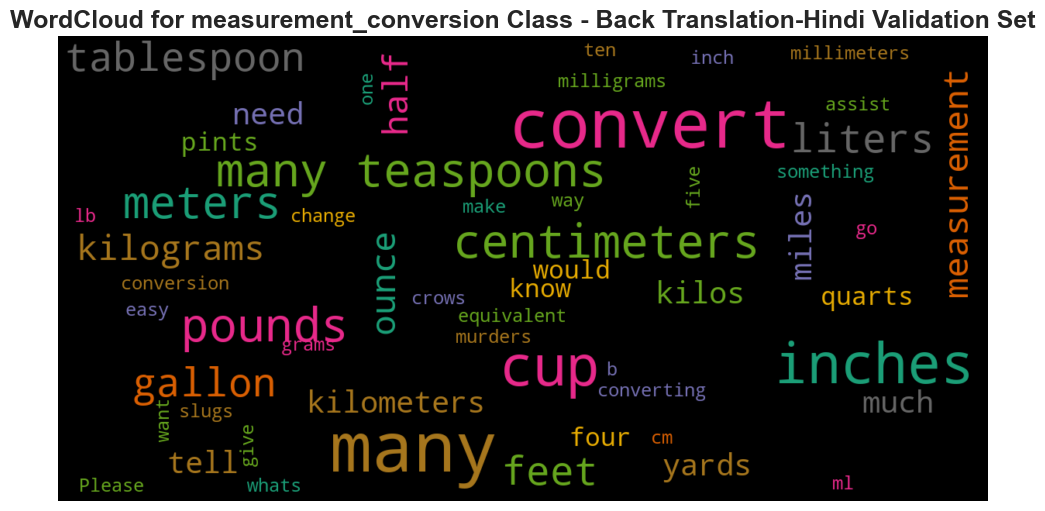 WordCloud for measurement_conversion Class - Back Translation-Hindi Validation Set
tablespoon
one
half
ten
inch
millimeters
milligrams
need
convert
assist
measurement
pints
liters
many teaspoons
something
five
meters
lb
change
make
way
miles
go
kilograms
ounce
centimeters
would
conversion
know
kilos
quarts
easy
crows
equivalent
pounds
grams
murders
cup
b
inches
gallon
converting
kilometers
much
want
slugs
give
many
four
cm
tell
feet
yards
Please
whats
ml